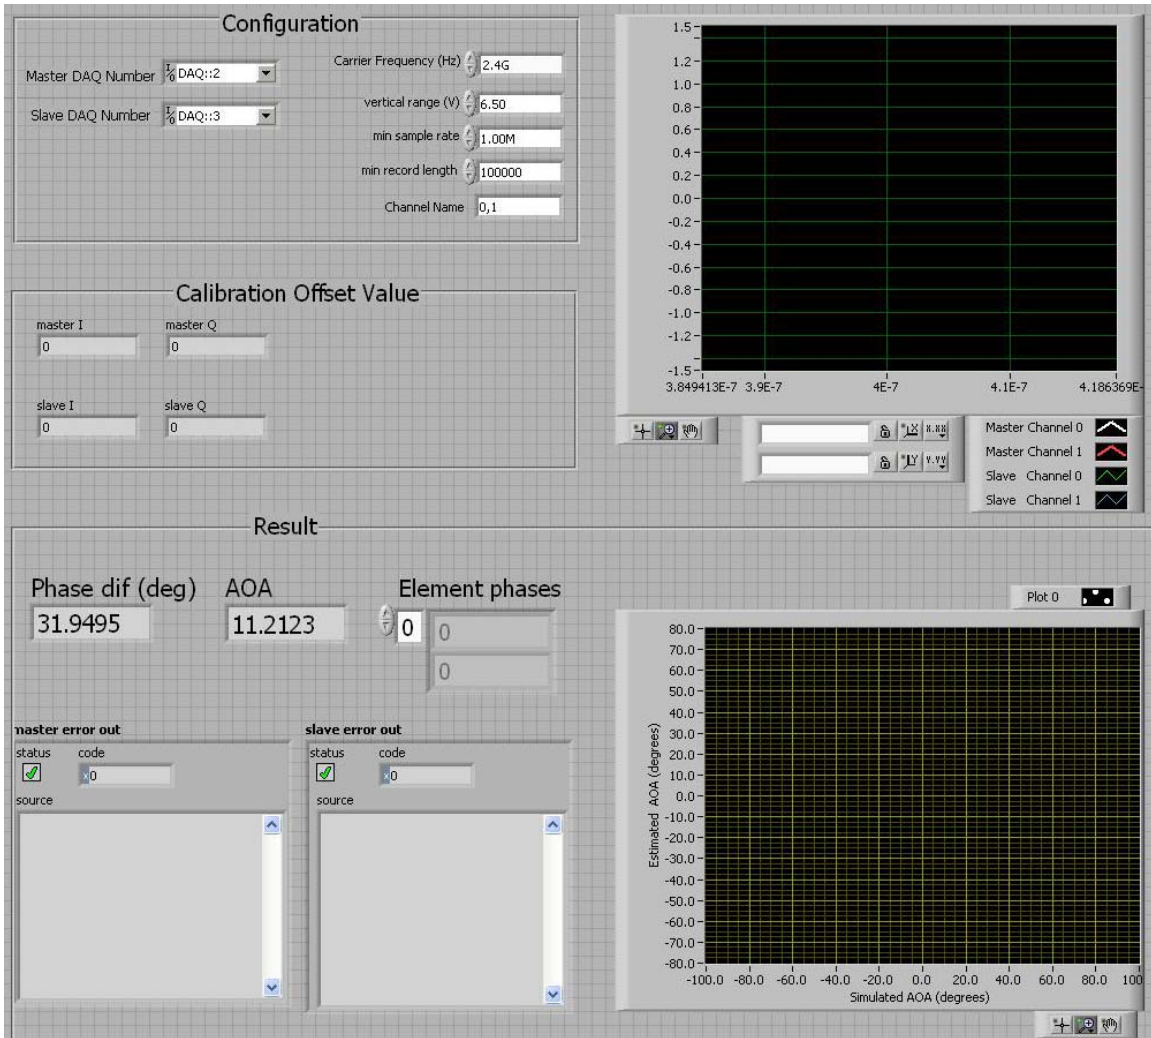 Configuration
Master DAQ Number DAQ::2
Slave DAQ Number DAQ::3
Carrier Frequency (Hz) 2.4G
vertical range (V) 6.50
min sample rate 1.00M
min record length 100000
Channel Name 0,1
1.5
1.2
1.0
0.8
0.6
0.4
0.2
0.0
-0.2
-0.4
-0.6
-0.8
-1.0
-1.2
-1.5
3.849413E-7 3.9E-7 4E-7 4.1E-7 4.186369E-
X X.XX
Y Y.YY
Master Channel 0
Master Channel 1
Slave Channel 0
Slave Channel 1
Calibration Offset Value
master I master Q
0 0
slave I slave Q
0 0
Result
Phase dif (deg) AOA Element phases
31.9495 11.2123 0 0
0
master error out
status code
x0
source
slave error out
status code
x0
source
Plot 0
80.0
70.0
60.0
50.0
40.0
30.0
20.0
10.0
0.0
-10.0
-20.0
-30.0
-40.0
-50.0
-60.0
-70.0
-80.0
Estimated AOA (degrees)
-100.0 -80.0 -60.0 -40.0 -20.0 0.0 20.0 40.0 60.0 80.0 100
Simulated AOA (degrees)